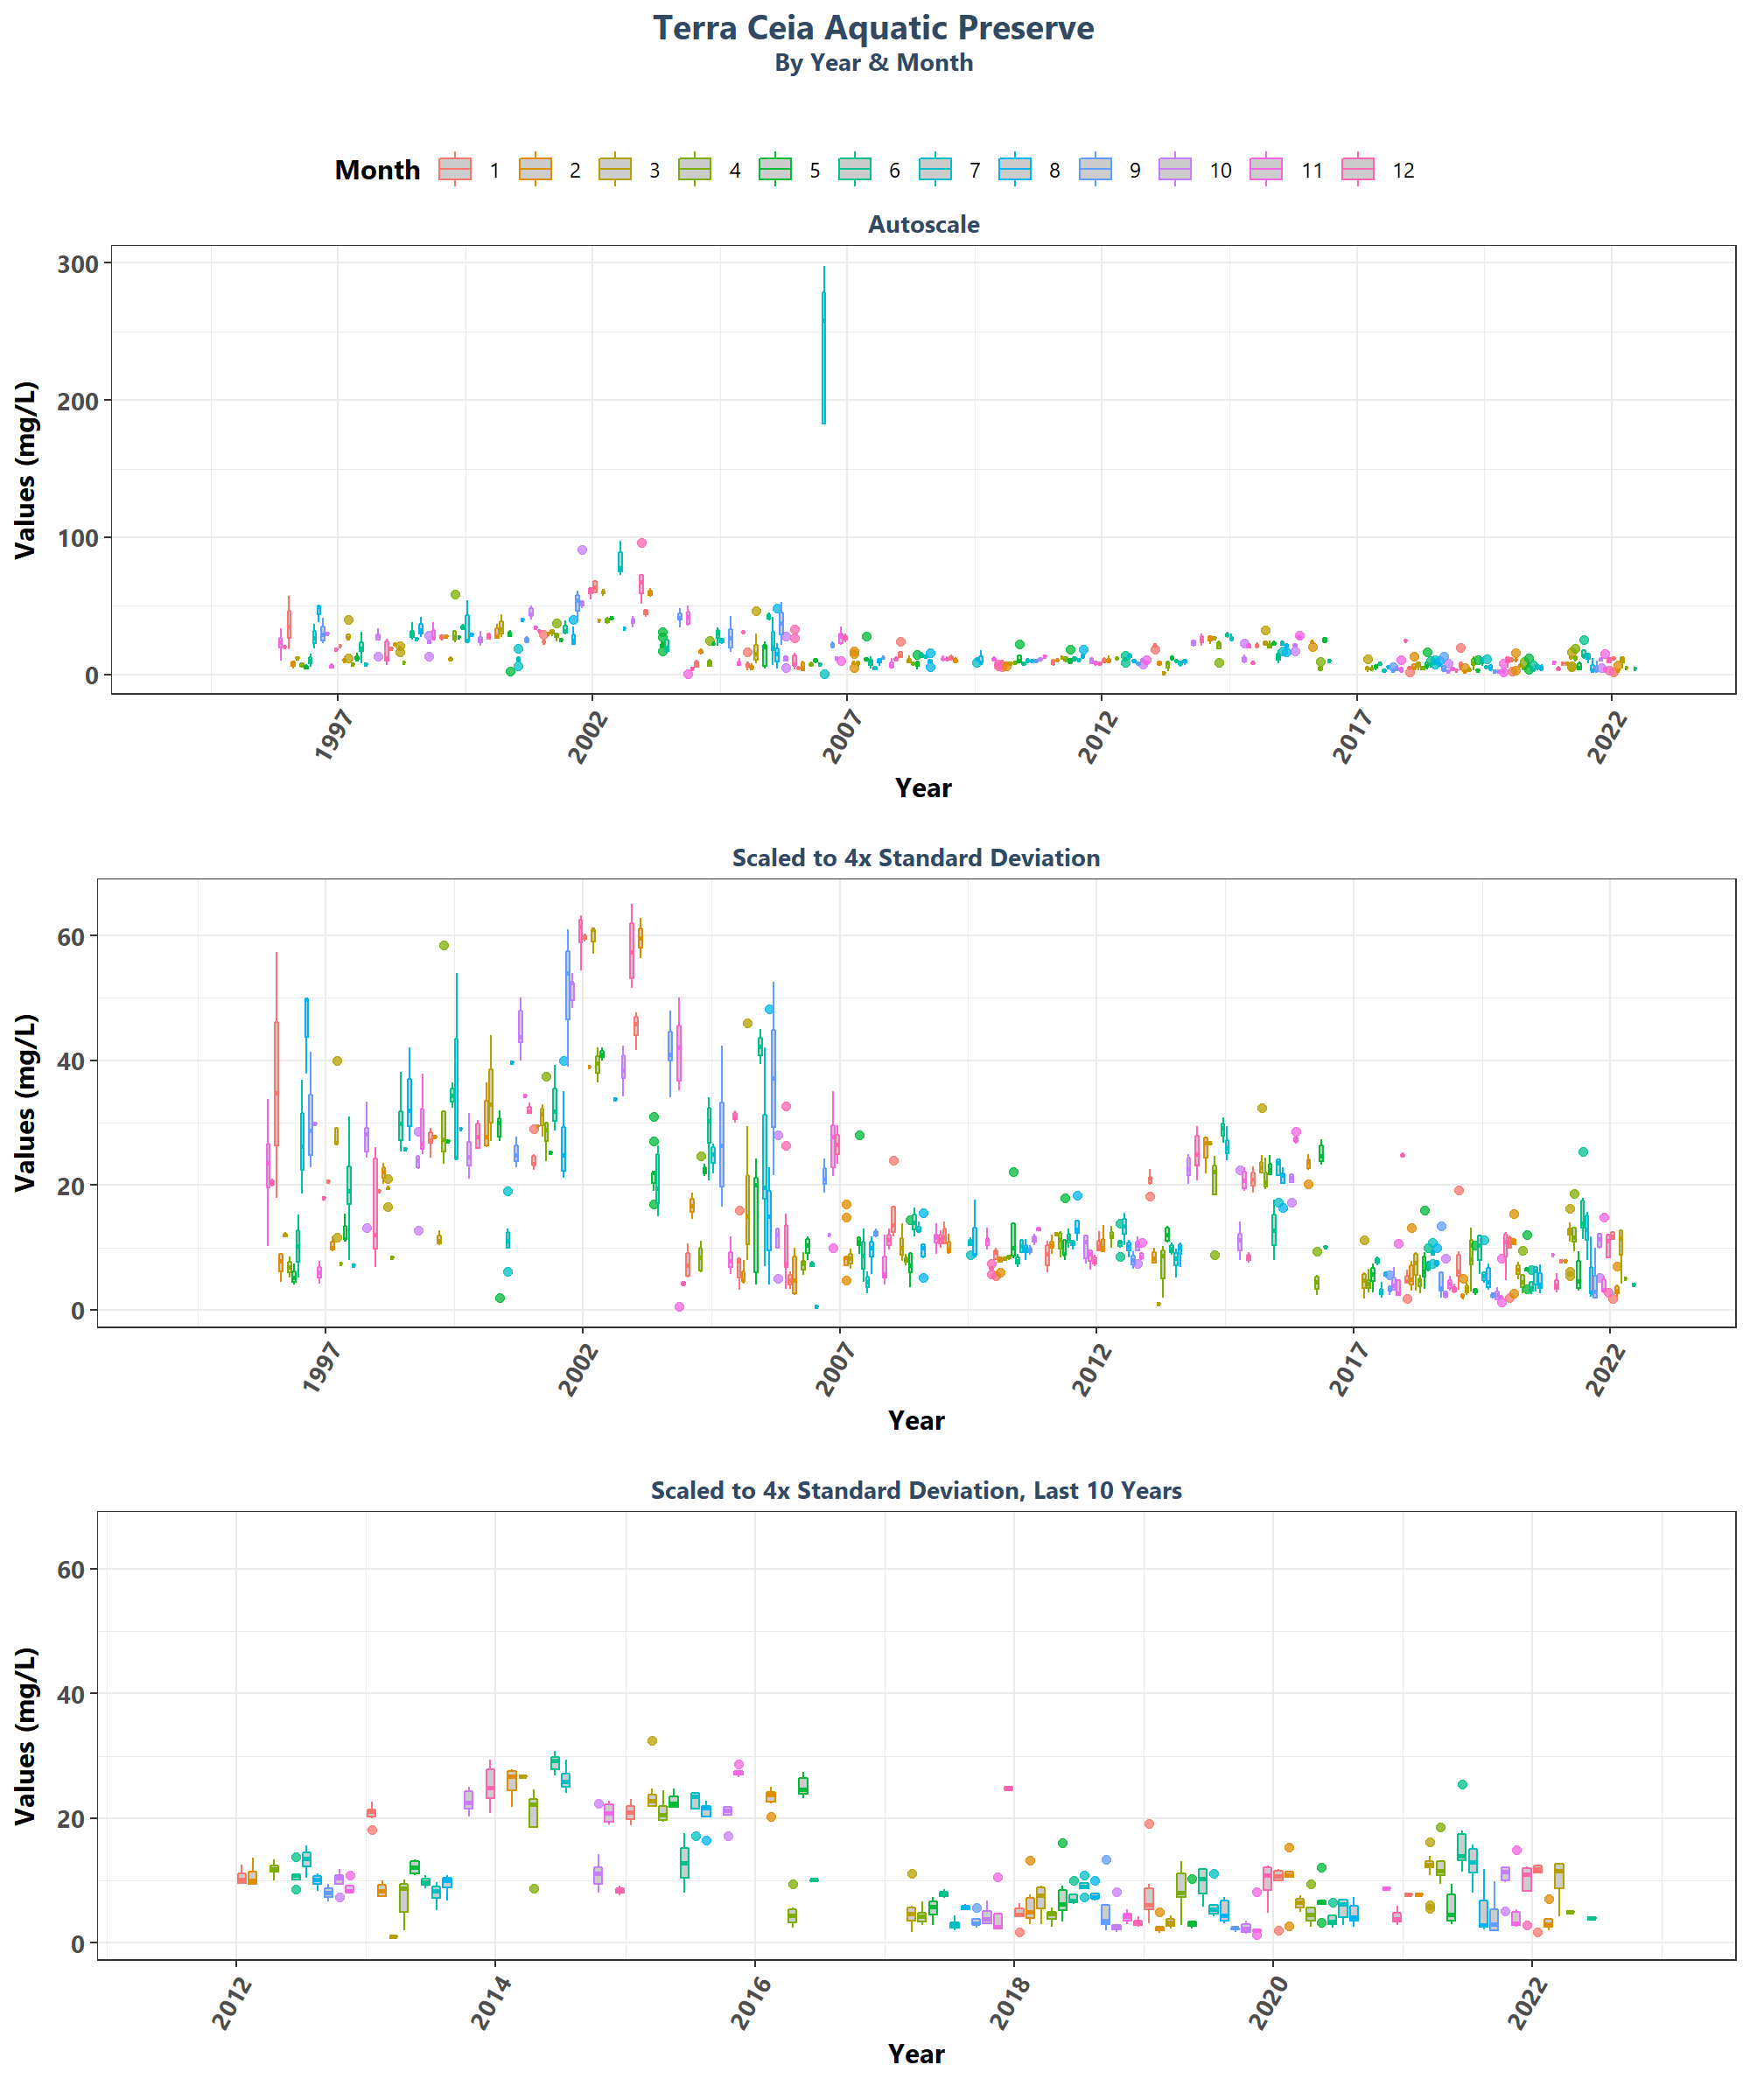 Terra Ceia Aquatic Preserve
By Year & Month
Month 1 2 3 4 5 6 7 8 9 10 11 12
Autoscale
Values (mg/L)
300
200
100
0
1997 2002 2007 2012 2017 2022
Year
Scaled to 4x Standard Deviation
Values (mg/L)
60
40
20
0
1997 2002 2007 2012 2017 2022
Year
Scaled to 4x Standard Deviation, Last 10 Years
Values (mg/L)
60
40
20
0
2012 2014 2016 2018 2020 2022
Year